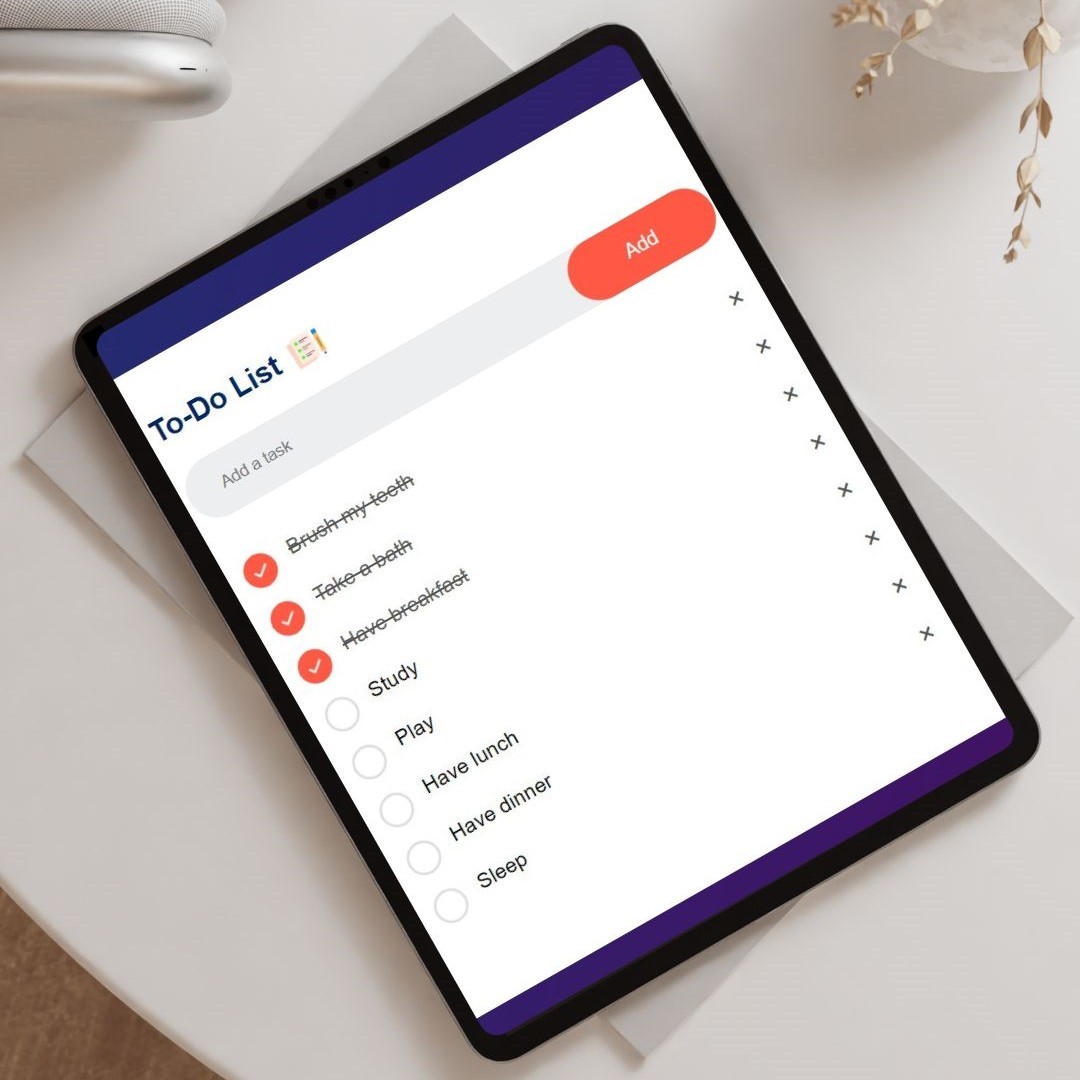 To-Do List
Add a task
Add
Brush my teeth
Take a bath
Have breakfast
Study
Play
Have lunch
Have dinner
Sleep